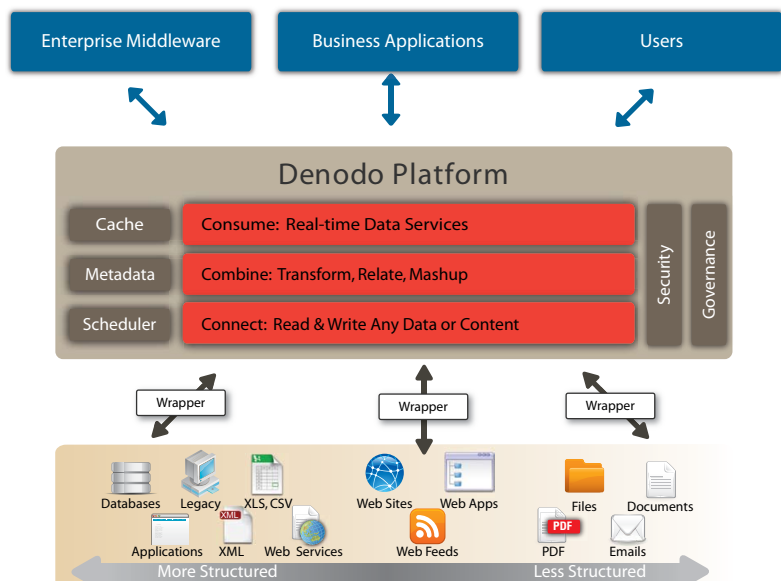 Enterprise Middleware
Business Applications
Users
Denodo Platform
Cache
Consume: Real-time Data Services
Metadata
Combine: Transform, Relate, Mashup
Scheduler
Connect: Read & Write Any Data or Content
Security
Governance
Wrapper
Wrapper
Wrapper
Databases
Legacy
XLS, CSV
Web Sites
Web Apps
Files
Documents
XML
PDF
Applications
XML
Web Services
Web Feeds
PDF
Emails
More Structured
Less Structured